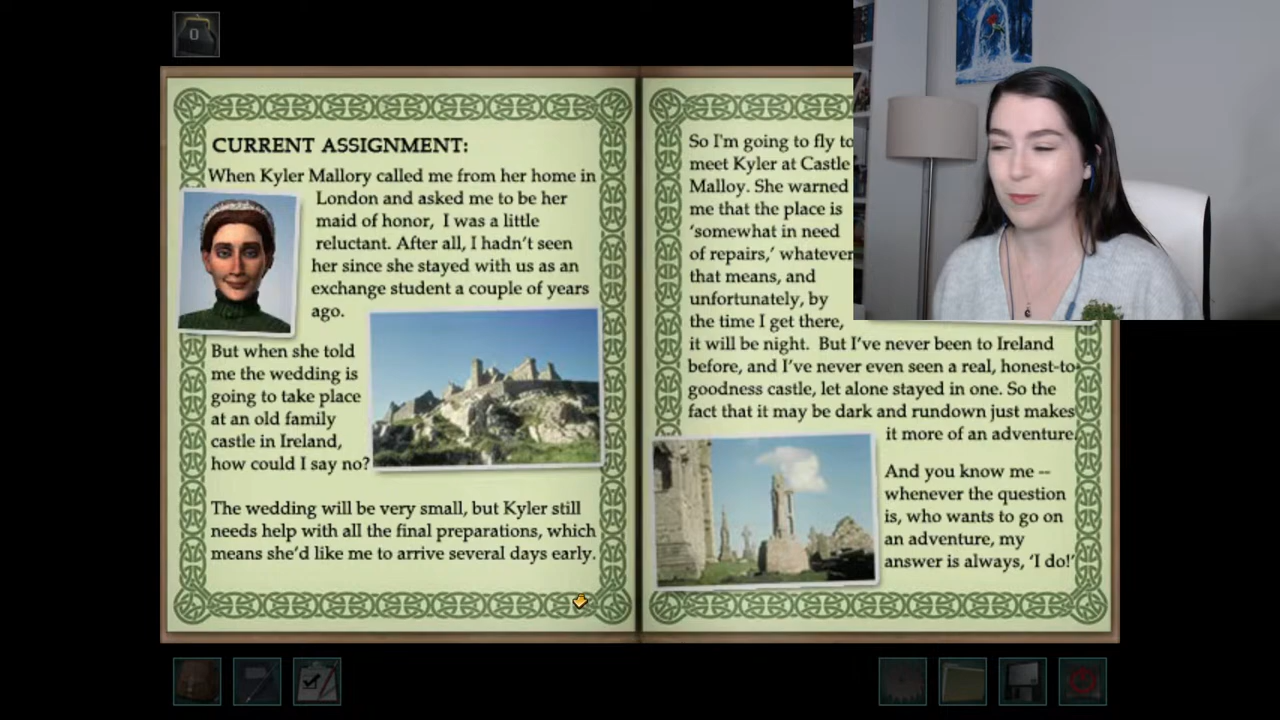 0
CURRENT ASSIGNMENT:
When Kyler Mallory called me from her home in
London and asked me to be her
maid of honor, I was a little
reluctant. After all, I hadn't seen
her since she stayed with us as an
exchange student a couple of years
ago.
But when she told
me the wedding is
going to take place
at an old family
castle in Ireland,
how could I say no?
The wedding will be very small, but Kyler still
needs help with all the final preparations, which
means she'd like me to arrive several days early.
So I'm going to fly to
meet Kyler at Castle
Malloy. She warned
me that the place is
'somewhat in need
of repairs,' whatever
that means, and
unfortunately, by
the time I get there,
it will be night. But I've never been to Ireland
before, and I've never even seen a real, honest-to-
goodness castle, let alone stayed in one. So the
fact that it may be dark and rundown just makes
it more of an adventure.
And you know me --
whenever the question
is, who wants to go on
an adventure, my
answer is always, 'I do!'